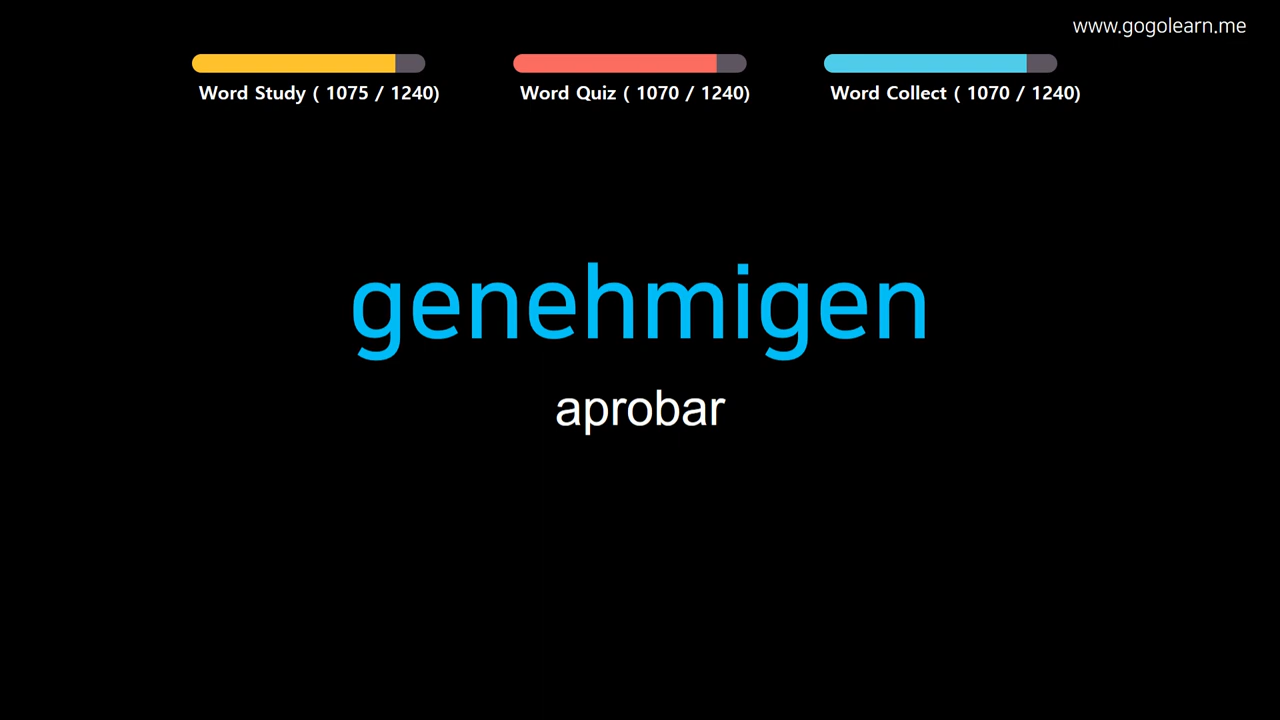 www.gogolearn.me
Word Study ( 1075 / 1240)
Word Quiz ( 1070 / 1240)
Word Collect ( 1070 / 1240)
genehmigen
aprobar